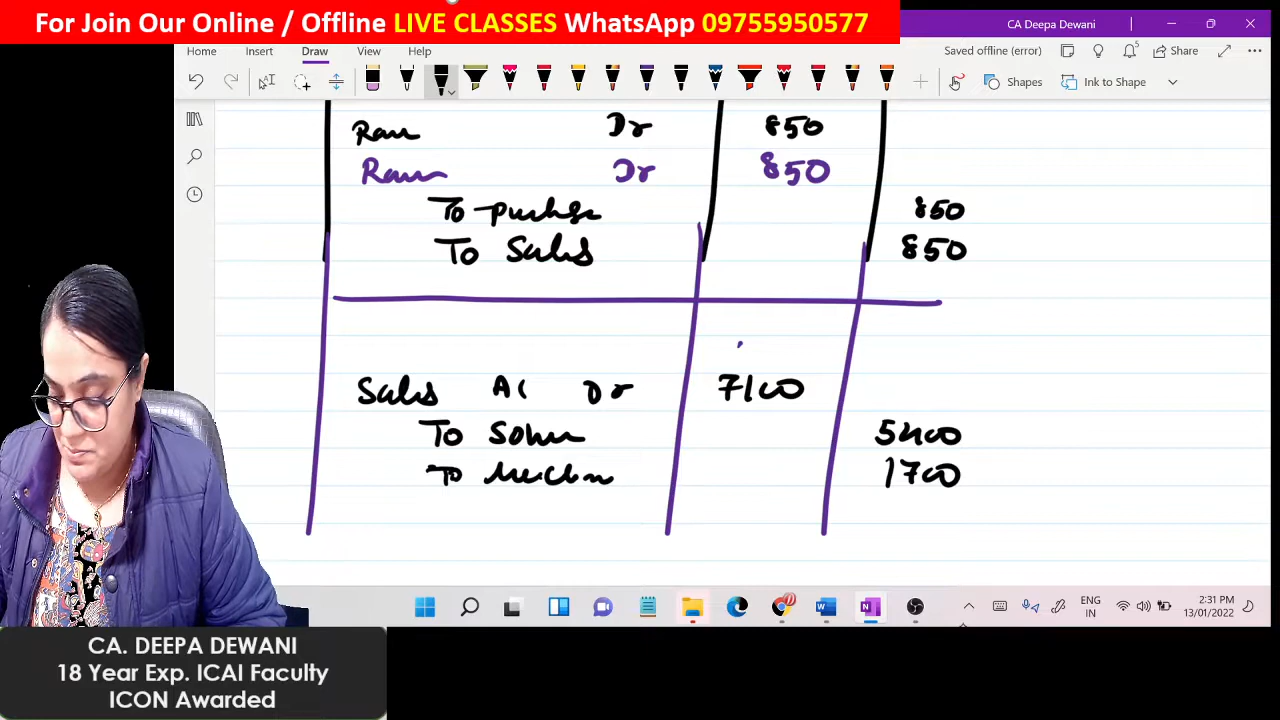 For Join Our Online / Offline LIVE CLASSES WhatsApp 09755950577
CA Deepa Dewani
Home Insert Draw View Help
Saved offline (error)
5
Share
Shapes
Ink to Shape
Ram Dr 850
Ram Dr 850
To purchase 850
To Sales 850
Sales A/c Dr 7100
To 5400
To 1700
ENG
IN
2:31 PM
13/01/2022
CA. DEEPA DEWANI
18 Year Exp. ICAI Faculty
ICON Awarded